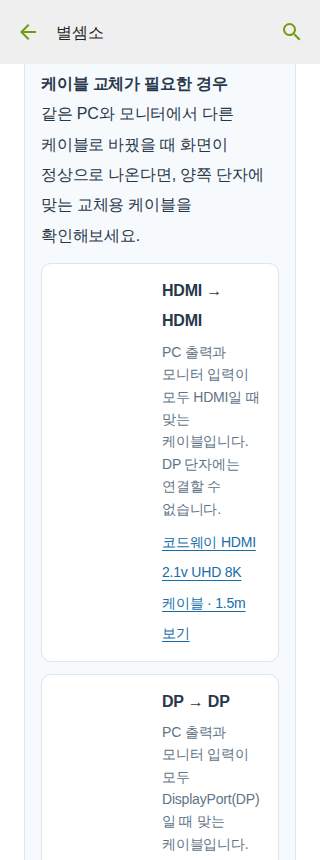 별셈소
케이블 교체가 필요한 경우
같은 PC와 모니터에서 다른
케이블로 바꿨을 때 화면이
정상으로 나온다면, 양쪽 단자에
맞는 교체용 케이블을
확인해보세요.
HDMI →
HDMI
PC 출력과
모니터 입력이
모두 HDMI일 때
맞는
케이블입니다.
DP 단자에는
연결할 수
없습니다.
코드웨이 HDMI
2.1v UHD 8K
케이블 · 1.5m
보기
DP → DP
PC 출력과
모니터 입력이
모두
DisplayPort(DP)
일 때 맞는
케이블입니다.